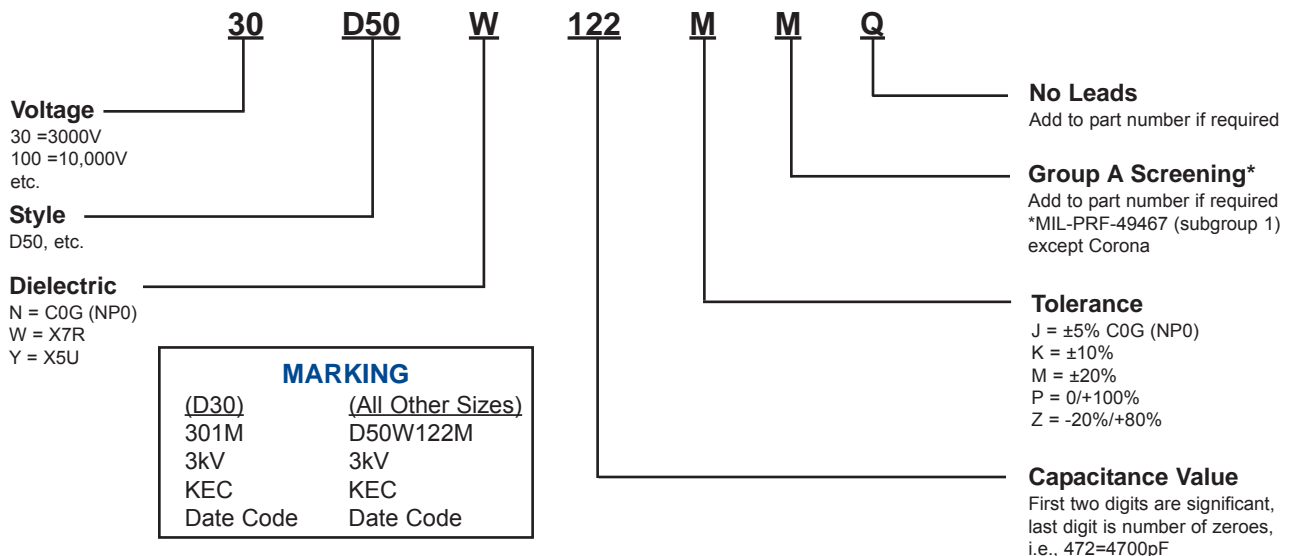 30 D50 W 122 M M Q
Voltage
30 =3000V
100 =10,000V
etc.
Style
D50, etc.
Dielectric
N = C0G (NP0)
W = X7R
Y = X5U
MARKING
(D30) (All Other Sizes)
301M D50W122M
3kV 3kV
KEC KEC
Date Code Date Code
No Leads
Add to part number if required
Group A Screening*
Add to part number if required
*MIL-PRF-49467 (subgroup 1)
except Corona
Tolerance
J = ±5% C0G (NP0)
K = ±10%
M = ±20%
P = 0/+100%
Z = -20%/+80%
Capacitance Value
First two digits are significant,
last digit is number of zeroes,
i.e., 472=4700pF